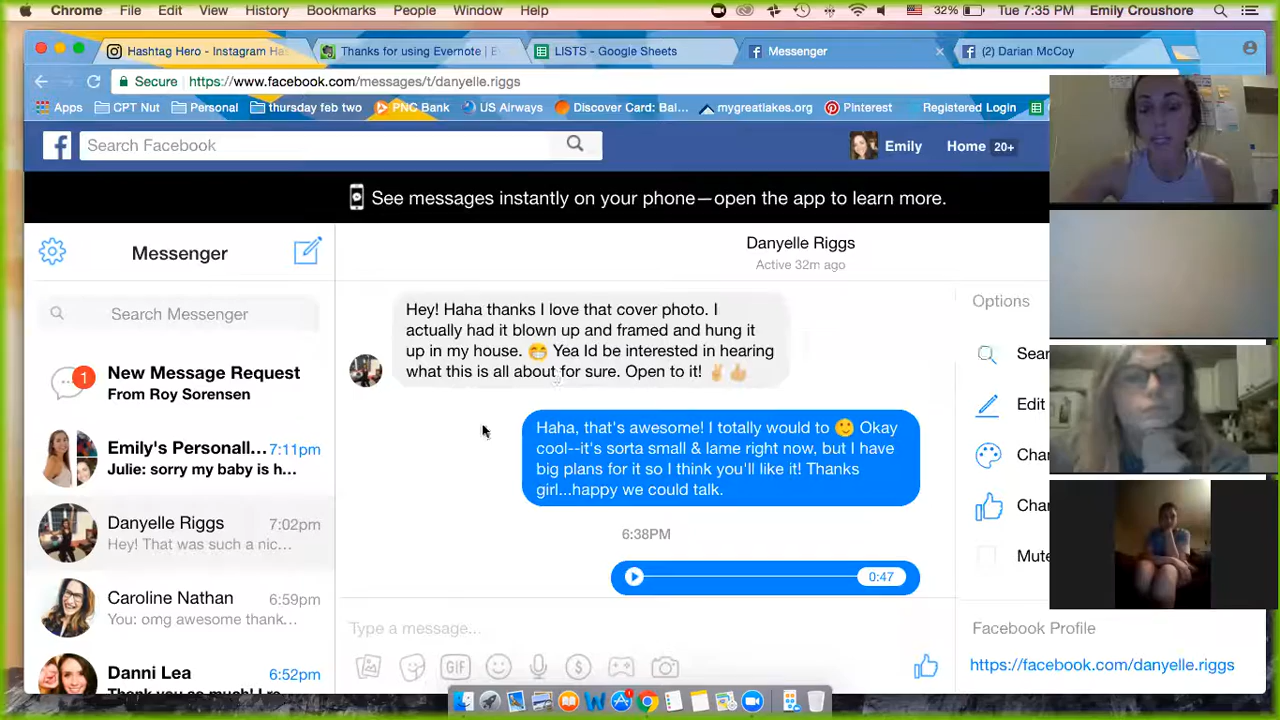 Chrome File Edit View History Bookmarks People Window Help 32% Tue 7:35 PM Emily Croushore
Hashtag Hero - Instagram Ha
Thanks for using Evernote | E
LISTS - Google Sheets
Messenger
(2) Darian McCoy
Secure https://www.facebook.com/messages/t/danyelle.riggs
Apps CPT Nut Personal thursday feb two PNC Bank US Airways Discover Card: Bal... mygreatlakes.org Pinterest Registered Login
Search Facebook
Emily Home 20+
See messages instantly on your phone—open the app to learn more.
Messenger
Search Messenger
1
New Message Request
From Roy Sorensen
Emily's Personall... 7:11pm
Julie: sorry my baby is h...
Danyelle Riggs 7:02pm
Hey! That was such a nic...
Caroline Nathan 6:59pm
You: omg awesome thank...
Danni Lea 6:52pm
Danyelle Riggs
Active 32m ago
Hey! Haha thanks I love that cover photo. I
actually had it blown up and framed and hung it
up in my house. 😁 Yea Id be interested in hearing
what this is all about for sure. Open to it! ✌👍
Haha, that's awesome! I totally would to 🙂 Okay
cool--it's sorta small & lame right now, but I have
big plans for it so I think you'll like it! Thanks
girl...happy we could talk.
6:38PM
0:47
Type a message...
GIF
Options
Sear
Edit
Chan
Chan
Mute
Facebook Profile
https://facebook.com/danyelle.riggs